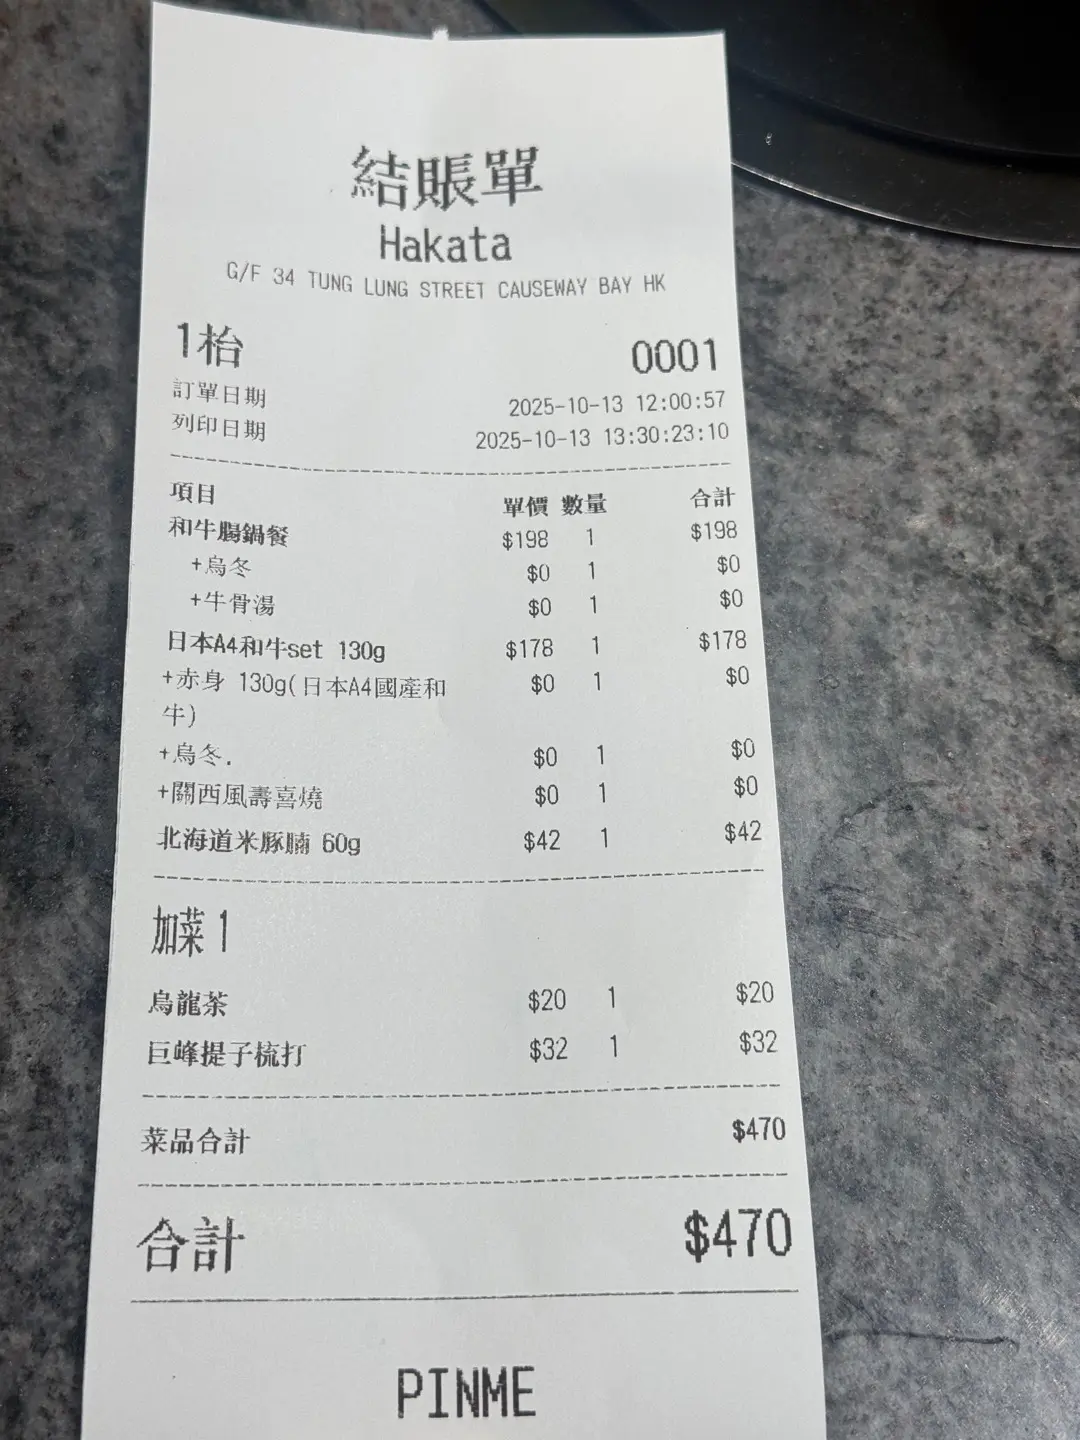 結賬單
Hakata
G/F 34 TUNG LUNG STREET CAUSEWAY BAY HK
1枱 0001
訂單日期 2025-10-13 12:00:57
列印日期 2025-10-13 13:30:23:10
項目 單價 數量 合計
和牛腸鍋餐 $198 1 $198
+烏冬 $0 1 $0
+牛骨湯 $0 1 $0
日本A4和牛set 130g $178 1 $178
+赤身 130g(日本A4國產和 $0 1 $0
牛)
+烏冬. $0 1 $0
+關西風壽喜燒 $0 1 $0
北海道米豚腩 60g $42 1 $42
加菜 1
烏龍茶 $20 1 $20
巨峰提子梳打 $32 1 $32
菜品合計 $470
合計 $470
PINME